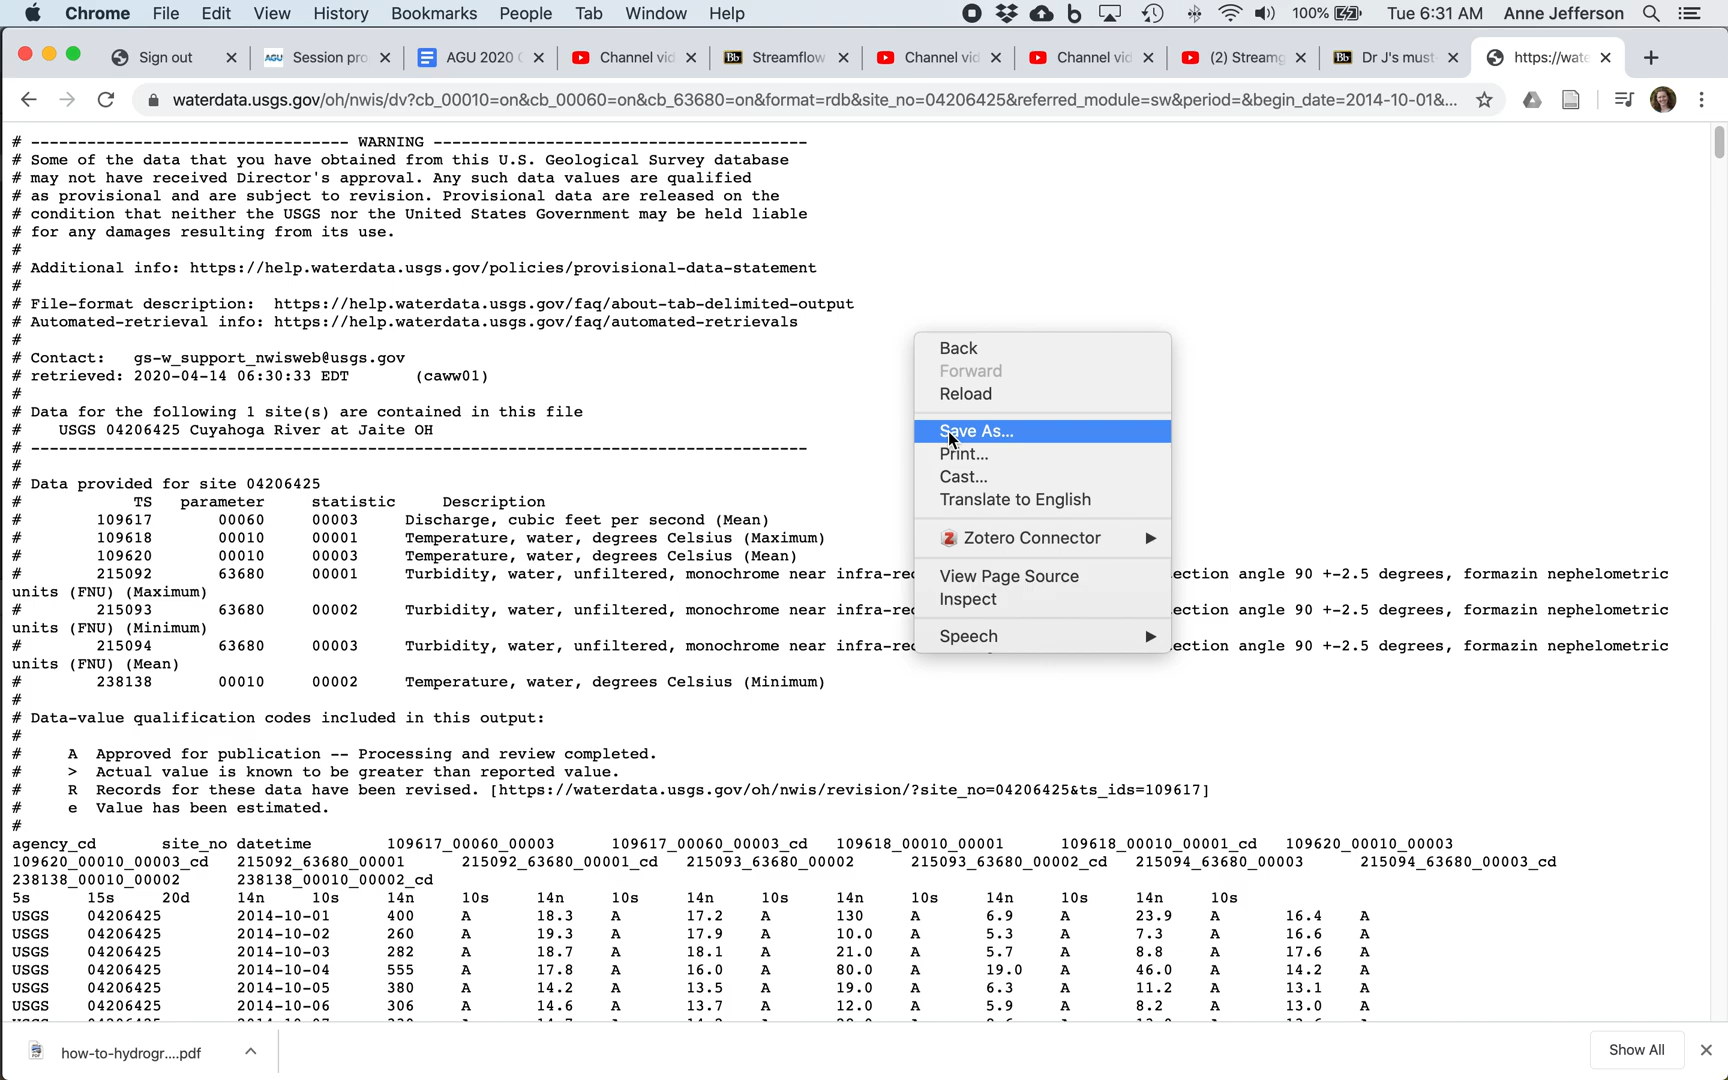 Chrome File Edit View History Bookmarks People Tab Window Help 100% Tue 6:31 AM Anne Jefferson
Sign out AGU Session pro AGU 2020 Channel vid Bb Streamflow Channel vid Channel vid (2) Streamg Bb Dr J's must- https://wate
waterdata.usgs.gov/oh/nwis/dv?cb_00010=on&cb_00060=on&cb_63680=on&format=rdb&site_no=04206425&referred_module=sw&period=&begin_date=2014-10-01&...
# ---------------------------------- WARNING ----------------------------------------
# Some of the data that you have obtained from this U.S. Geological Survey database
# may not have received Director's approval. Any such data values are qualified
# as provisional and are subject to revision. Provisional data are released on the
# condition that neither the USGS nor the United States Government may be held liable
# for any damages resulting from its use.
#
# Additional info: https://help.waterdata.usgs.gov/policies/provisional-data-statement
#
# File-format description: https://help.waterdata.usgs.gov/faq/about-tab-delimited-output
# Automated-retrieval info: https://help.waterdata.usgs.gov/faq/automated-retrievals
#
# Contact: gs-w_support_nwisweb@usgs.gov
# retrieved: 2020-04-14 06:30:33 EDT (caww01)
#
# Data for the following 1 site(s) are contained in this file
# USGS 04206425 Cuyahoga River at Jaite OH
# -----------------------------------------------------------------------------------
#
# Data provided for site 04206425
# TS parameter statistic Description
# 109617 00060 00003 Discharge, cubic feet per second (Mean)
# 109618 00010 00001 Temperature, water, degrees Celsius (Maximum)
# 109620 00010 00003 Temperature, water, degrees Celsius (Mean)
# 215092 63680 00001 Turbidity, water, unfiltered, monochrome near infra-re ection angle 90 +-2.5 degrees, formazin nephelometric
units (FNU) (Maximum)
# 215093 63680 00002 Turbidity, water, unfiltered, monochrome near infra-re ection angle 90 +-2.5 degrees, formazin nephelometric
units (FNU) (Minimum)
# 215094 63680 00003 Turbidity, water, unfiltered, monochrome near infra-re ection angle 90 +-2.5 degrees, formazin nephelometric
units (FNU) (Mean)
# 238138 00010 00002 Temperature, water, degrees Celsius (Minimum)
#
# Data-value qualification codes included in this output:
#
# A Approved for publication -- Processing and review completed.
# > Actual value is known to be greater than reported value.
# R Records for these data have been revised. [https://waterdata.usgs.gov/oh/nwis/revision/?site_no=04206425&ts_ids=109617]
# e Value has been estimated.
#
agency_cd site_no datetime 109617_00060_00003 109617_00060_00003_cd 109618_00010_00001 109618_00010_00001_cd 109620_00010_00003
109620_00010_00003_cd 215092_63680_00001 215092_63680_00001_cd 215093_63680_00002 215093_63680_00002_cd 215094_63680_00003 215094_63680_00003_cd
238138_00010_00002 238138_00010_00002_cd
5s 15s 20d 14n 10s 14n 10s 14n 10s 14n 10s 14n 10s 14n 10s 14n 10s
USGS 04206425 2014-10-01 400 A 18.3 A 17.2 A 130 A 6.9 A 23.9 A 16.4 A
USGS 04206425 2014-10-02 260 A 19.3 A 17.9 A 10.0 A 5.3 A 7.3 A 16.6 A
USGS 04206425 2014-10-03 282 A 18.7 A 18.1 A 21.0 A 5.7 A 8.8 A 17.6 A
USGS 04206425 2014-10-04 555 A 17.8 A 16.0 A 80.0 A 19.0 A 46.0 A 14.2 A
USGS 04206425 2014-10-05 380 A 14.2 A 13.5 A 19.0 A 6.3 A 11.2 A 13.1 A
USGS 04206425 2014-10-06 306 A 14.6 A 13.7 A 12.0 A 5.9 A 8.2 A 13.0 A
Back
Forward
Reload
Save As...
Print...
Cast...
Translate to English
Z Zotero Connector
View Page Source
Inspect
Speech
how-to-hydrogr....pdf Show All